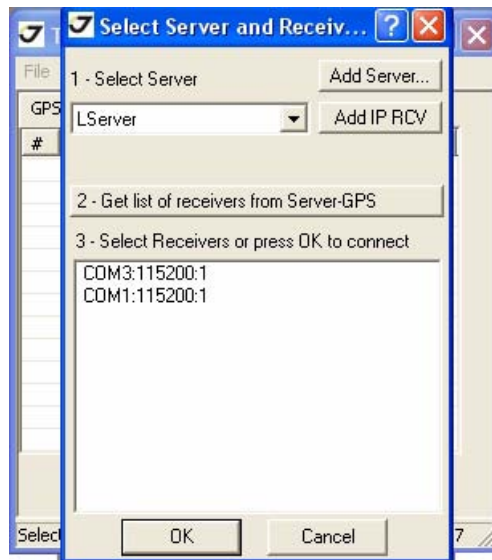 Select Server and Receiv...
File
GPS
#
1 - Select Server
Add Server...
LServer
Add IP RCV
2 - Get list of receivers from Server-GPS
3 - Select Receivers or press OK to connect
COM3:115200:1
COM1:115200:1
OK
Cancel
Select
7